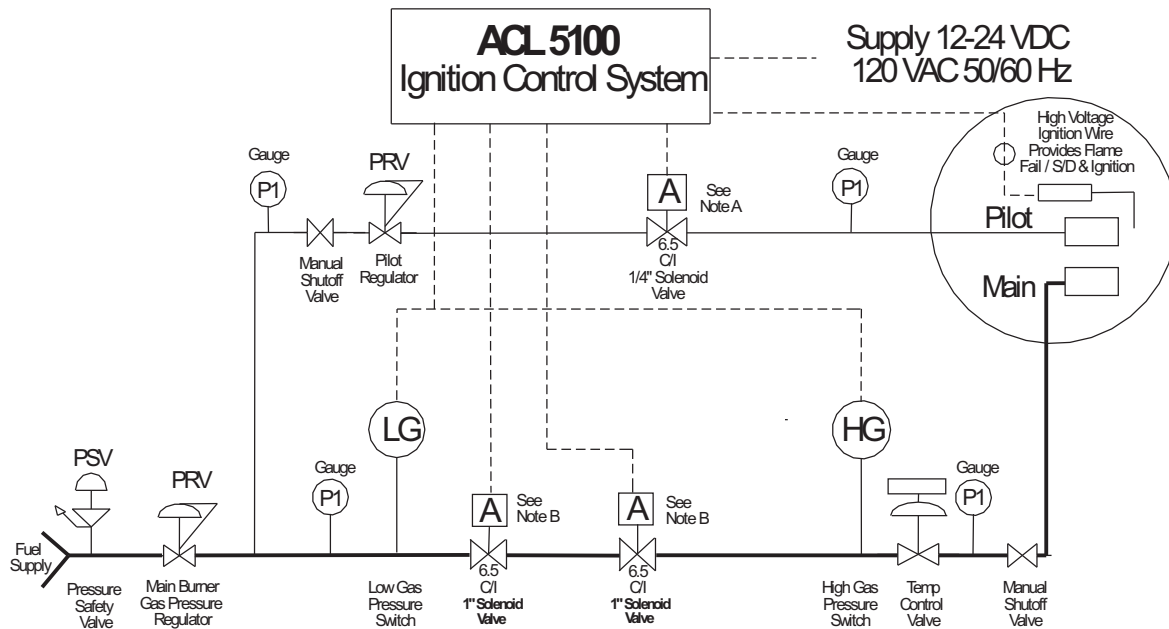 ACL 5100
Ignition Control System
Supply 12-24 VDC
120 VAC 50/60 Hz
High Voltage
Ignition Wire
Provides Flame
Fail / S/D & Ignition
Gauge
P1
PRV
A
See
Note A
Gauge
P1
Pilot
Manual
Shutoff
Valve
Pilot
Regulator
6.5
C/I
1/4" Solenoid
Valve
Main
LG
HG
PSV
PRV
Gauge
P1
A
See
Note B
A
See
Note B
Gauge
P1
Fuel
Supply
Pressure
Safety
Valve
Main Burner
Gas Pressure
Regulator
Low Gas
Pressure
Switch
6.5
C/I
1" Solenoid
Valve
6.5
C/I
1" Solenoid
Valve
High Gas
Pressure
Switch
Temp
Control
Valve
Manual
Shutoff
Valve